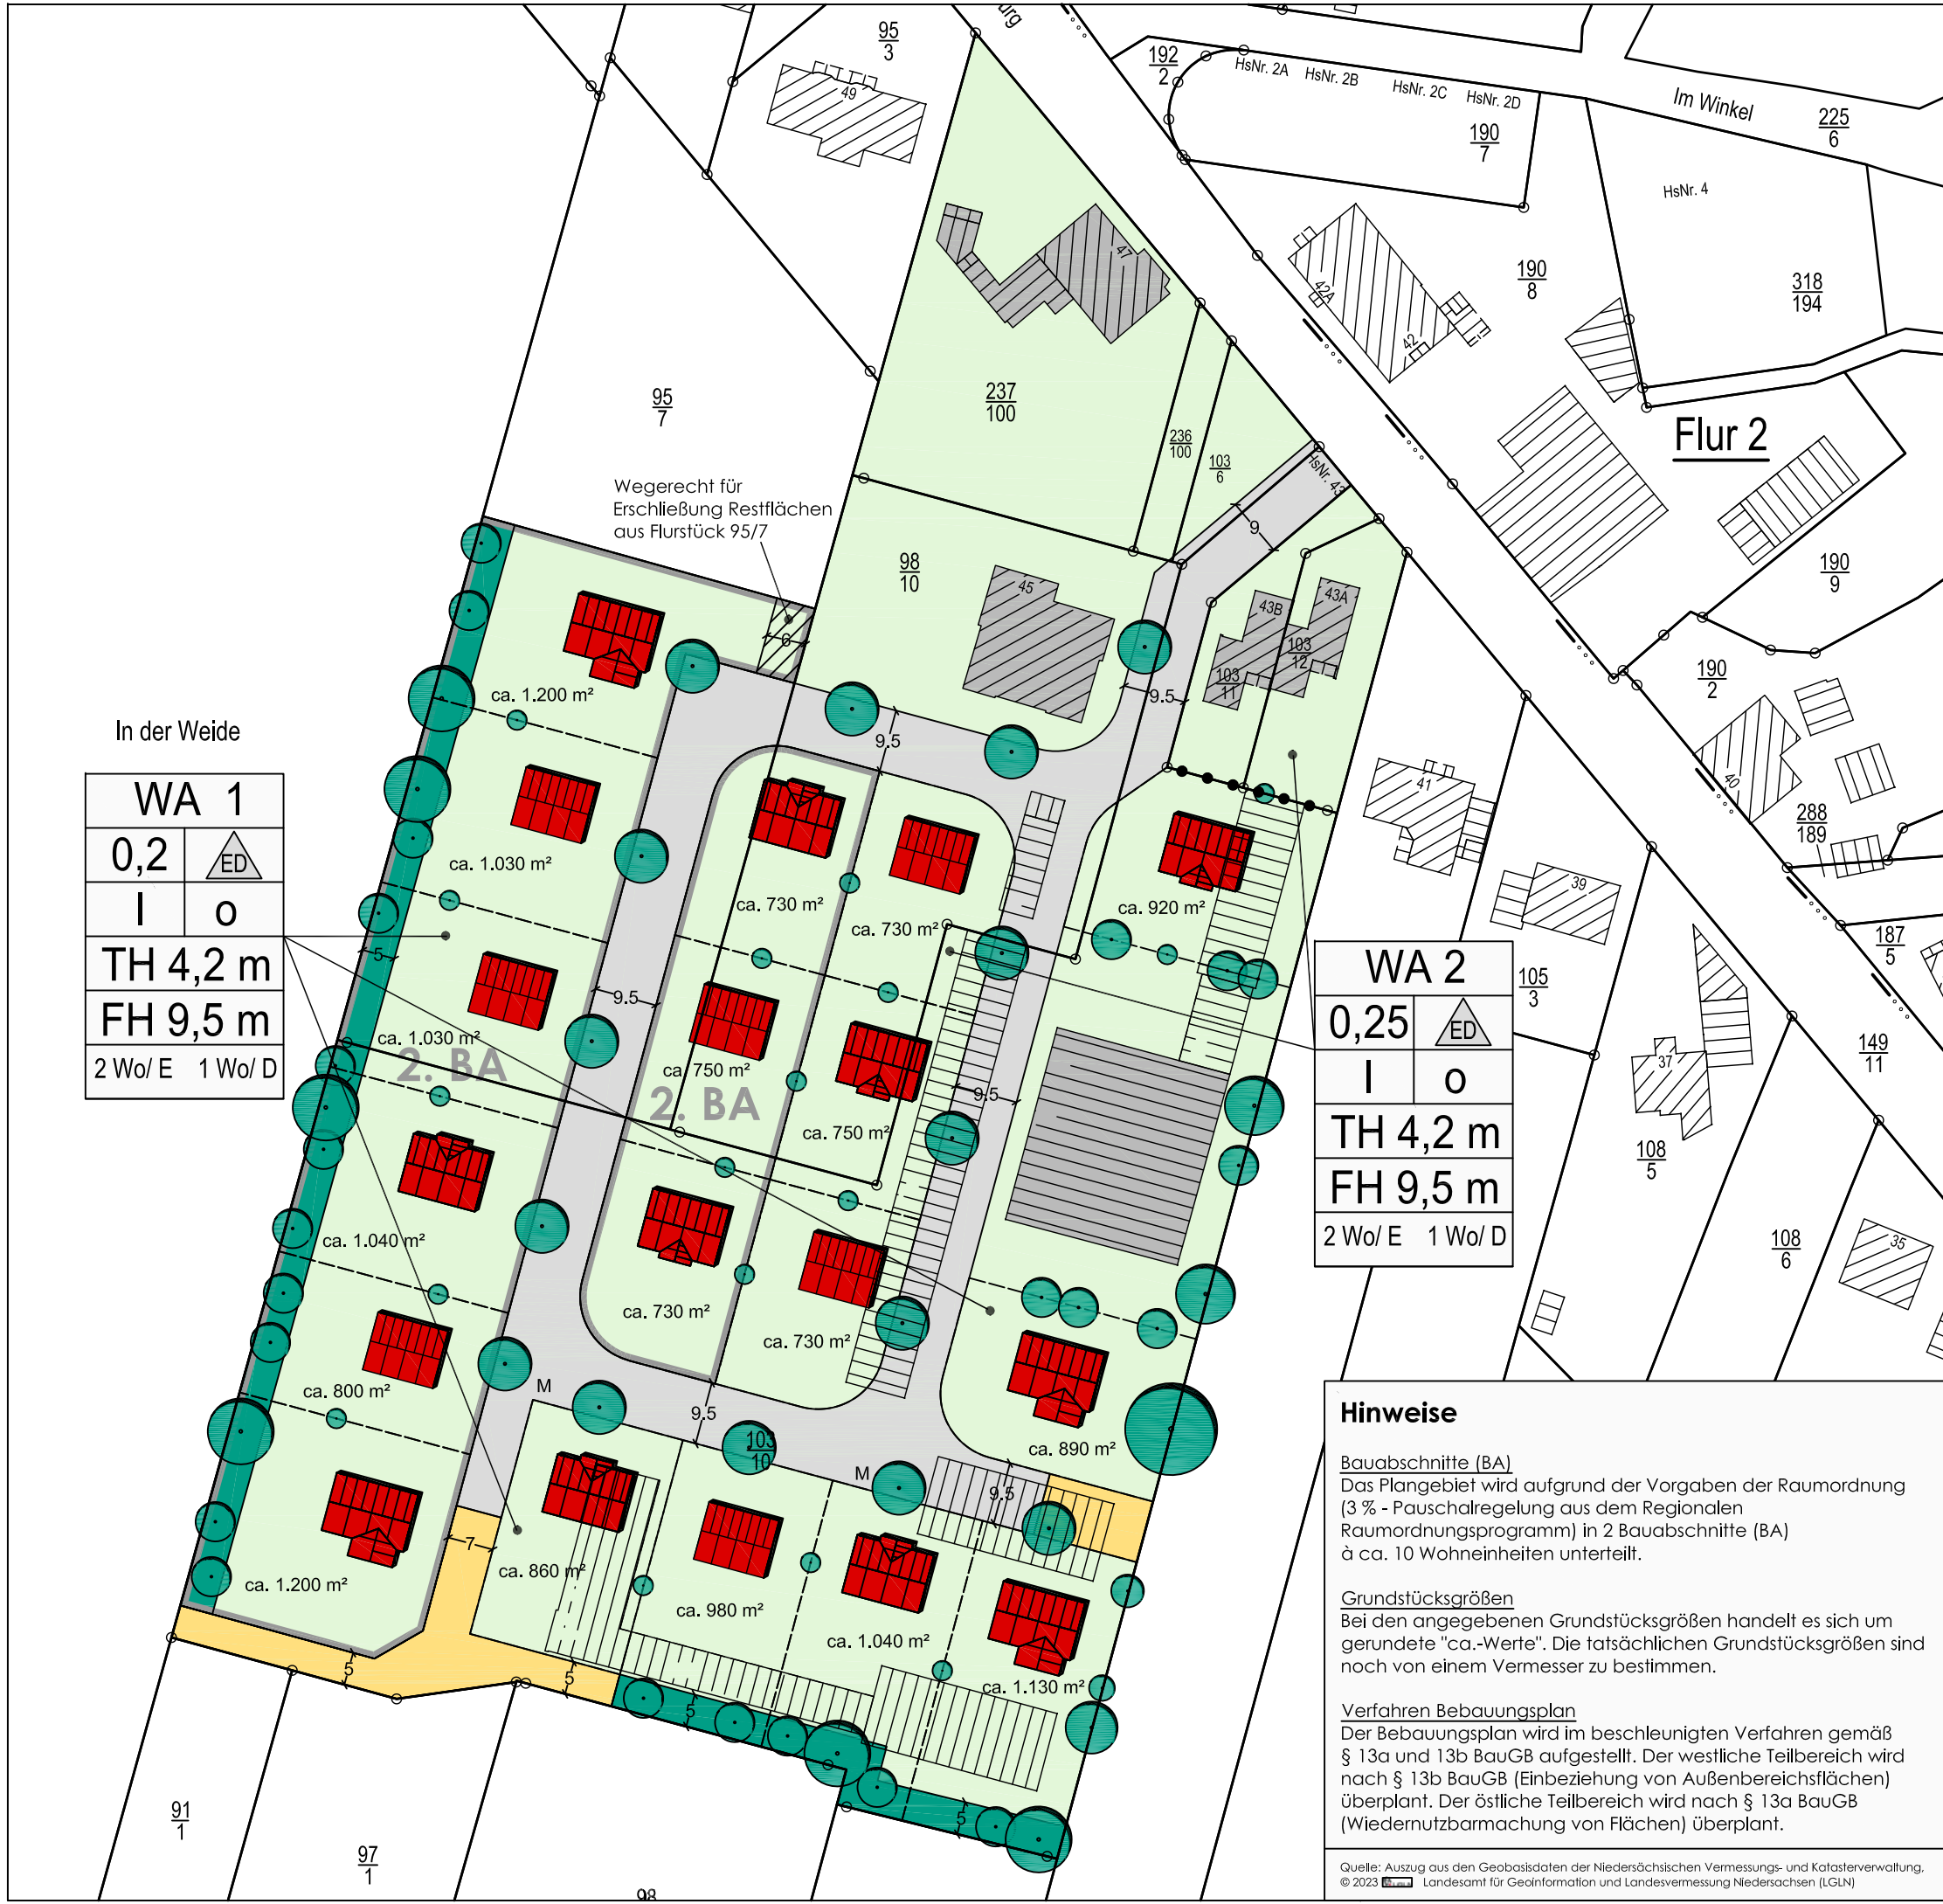 urg
95
3
192
2
HsNr. 2A
HsNr. 2B
HsNr. 2C
HsNr. 2D
190
7
Im Winkel
225
6
HsNr. 4
49
47
42A
42
190
8
318
194
95
7
237
100
236
100
103
6
HsNr. 43
Flur 2
Wegerecht für
Erschließung Restflächen
aus Flurstück 95/7
98
10
45
9
43B
43A
103
12
103
11
190
9
190
2
6
ca. 1.200 m²
9.5
9.5
In der Weide
WA 1
0,2
ED
I
o
TH 4,2 m
FH 9,5 m
2 Wo/ E 1 Wo/ D
ca. 1.030 m²
ca. 730 m²
ca. 730 m²
ca. 920 m²
41
40
39
288
189
187
5
5
9.5
ca. 1.030 m²
2. BA
ca. 750 m²
2. BA
ca. 750 m²
9.5
WA 2
0,25
ED
I
o
TH 4,2 m
FH 9,5 m
2 Wo/ E 1 Wo/ D
105
3
149
11
37
108
5
108
6
35
ca. 1.040 m²
ca. 730 m²
ca. 730 m²
ca. 800 m²
M
9.5
103
10
M
ca. 890 m²
9.5
7
ca. 1.200 m²
ca. 860 m²
ca. 980 m²
ca. 1.040 m²
ca. 1.130 m²
5
5
5
5
91
1
97
1
98
Hinweise
Bauabschnitte (BA)
Das Plangebiet wird aufgrund der Vorgaben der Raumordnung
(3 % - Pauschalregelung aus dem Regionalen
Raumordnungsprogramm) in 2 Bauabschnitte (BA)
à ca. 10 Wohneinheiten unterteilt.
Grundstücksgrößen
Bei den angegebenen Grundstücksgrößen handelt es sich um
gerundete "ca.-Werte". Die tatsächlichen Grundstücksgrößen sind
noch von einem Vermesser zu bestimmen.
Verfahren Bebauungsplan
Der Bebauungsplan wird im beschleunigten Verfahren gemäß
§ 13a und 13b BauGB aufgestellt. Der westliche Teilbereich wird
nach § 13b BauGB (Einbeziehung von Außenbereichsflächen)
überplant. Der östliche Teilbereich wird nach § 13a BauGB
(Wiedernutzbarmachung von Flächen) überplant.
Quelle: Auszug aus den Geobasisdaten der Niedersächsischen Vermessungs- und Katasterverwaltung,
© 2023 Landesamt für Geoinformation und Landesvermessung Niedersachsen (LGLN)